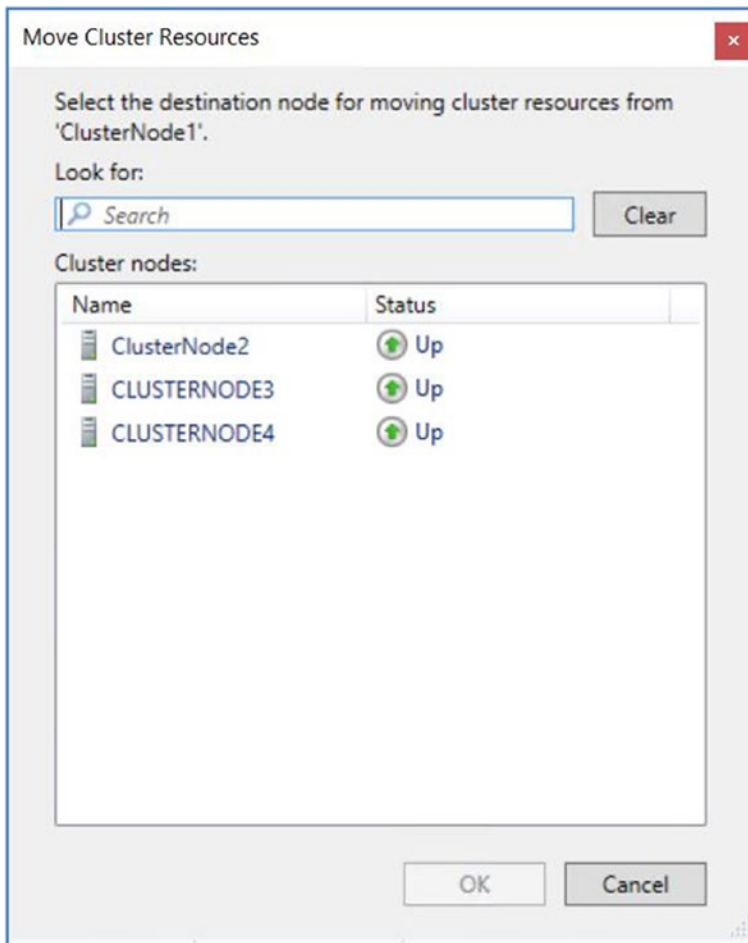 Move Cluster Resources
Select the destination node for moving cluster resources from
'ClusterNode1'.
Look for:
Search
Clear
Cluster nodes:
Name Status
ClusterNode2 Up
CLUSTERNODE3 Up
CLUSTERNODE4 Up
OK Cancel